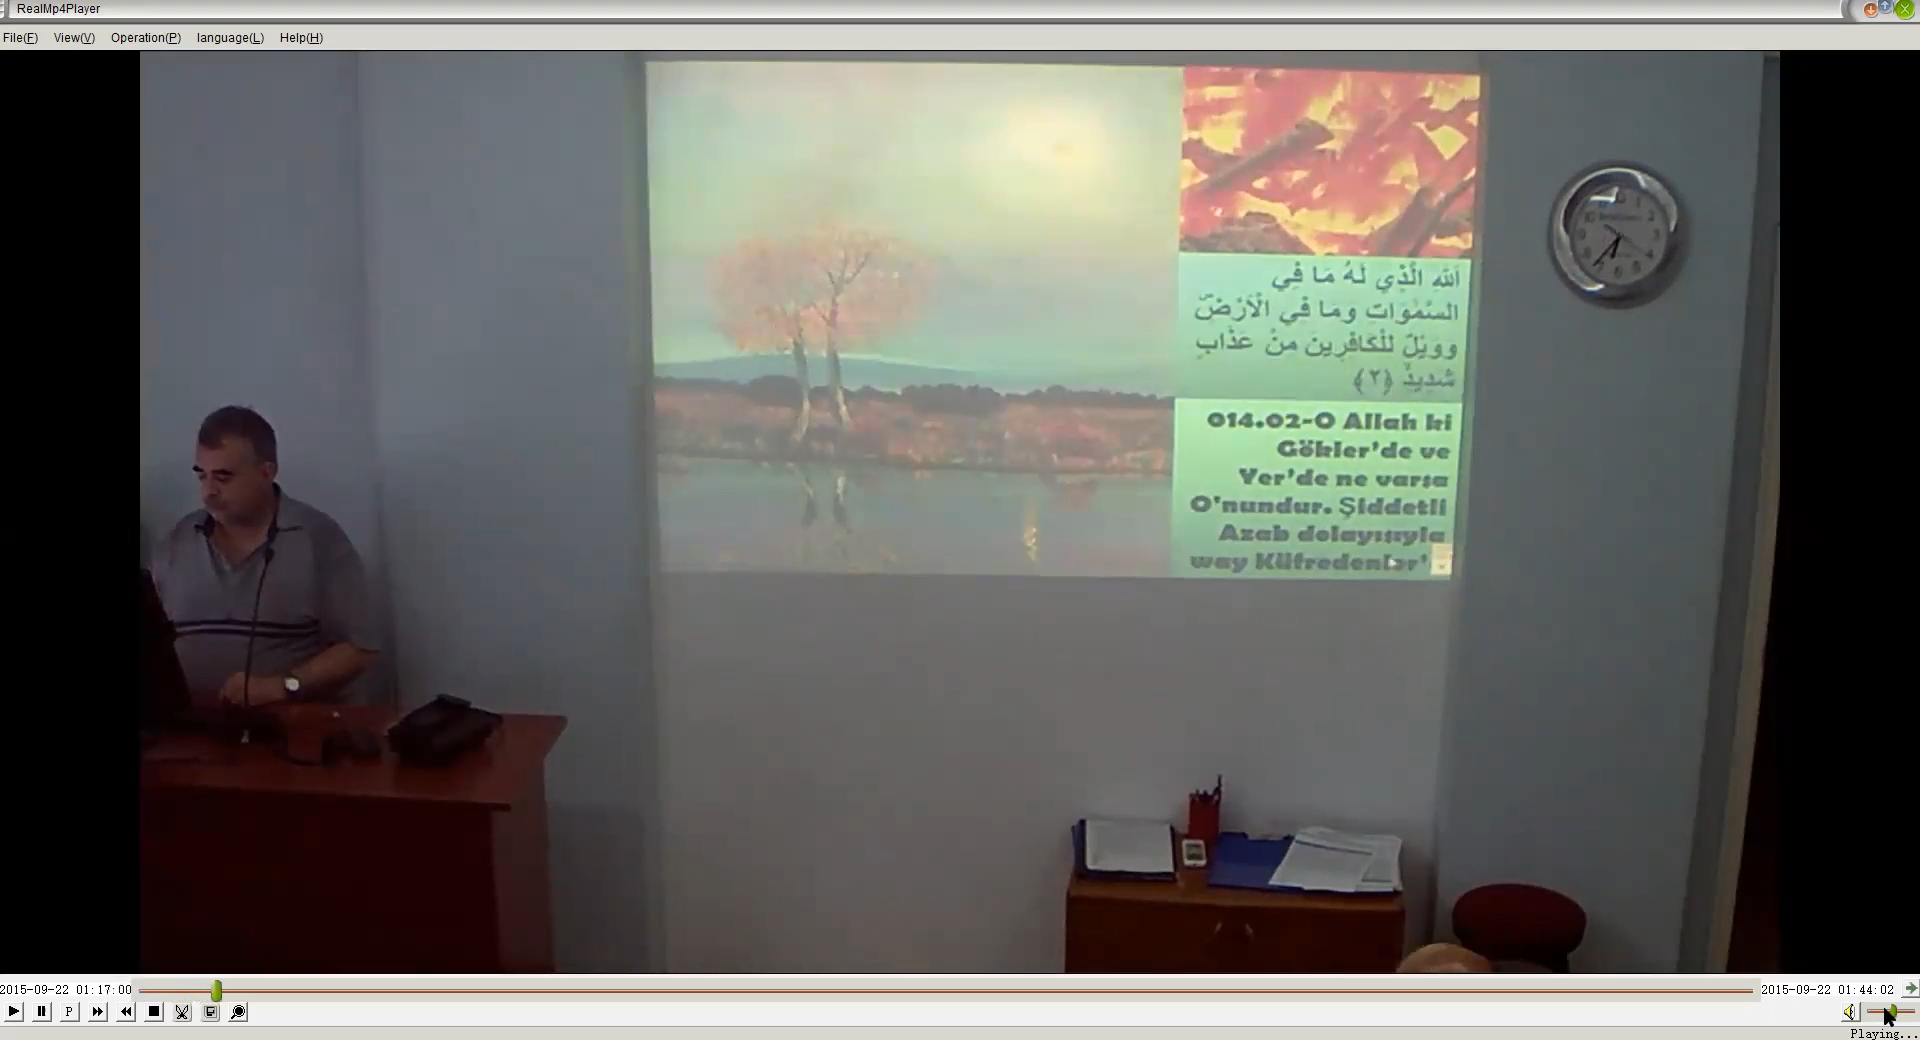 RealMp4Player
File(F) View(V) Operation(P) language(L) Help(H)
اَللّٰهِ الَّذ۪ي لَهُ مَا فِي
السَّمٰوَاتِ وَمَا فِي الْاَرْضِۜ
وَوَيْلٌ لِلْكَافِر۪ينَ مِنْ عَذَابٍ
شَد۪يدٍۙ ﴿٢﴾
014.02-O Allah ki
Gökler'de ve
Yer'de ne varsa
O'nundur. Şiddetli
Azab dolayısıyla
way Küfredenler'
2015-09-22 01:17:00
2015-09-22 01:44:02
P
Playing...